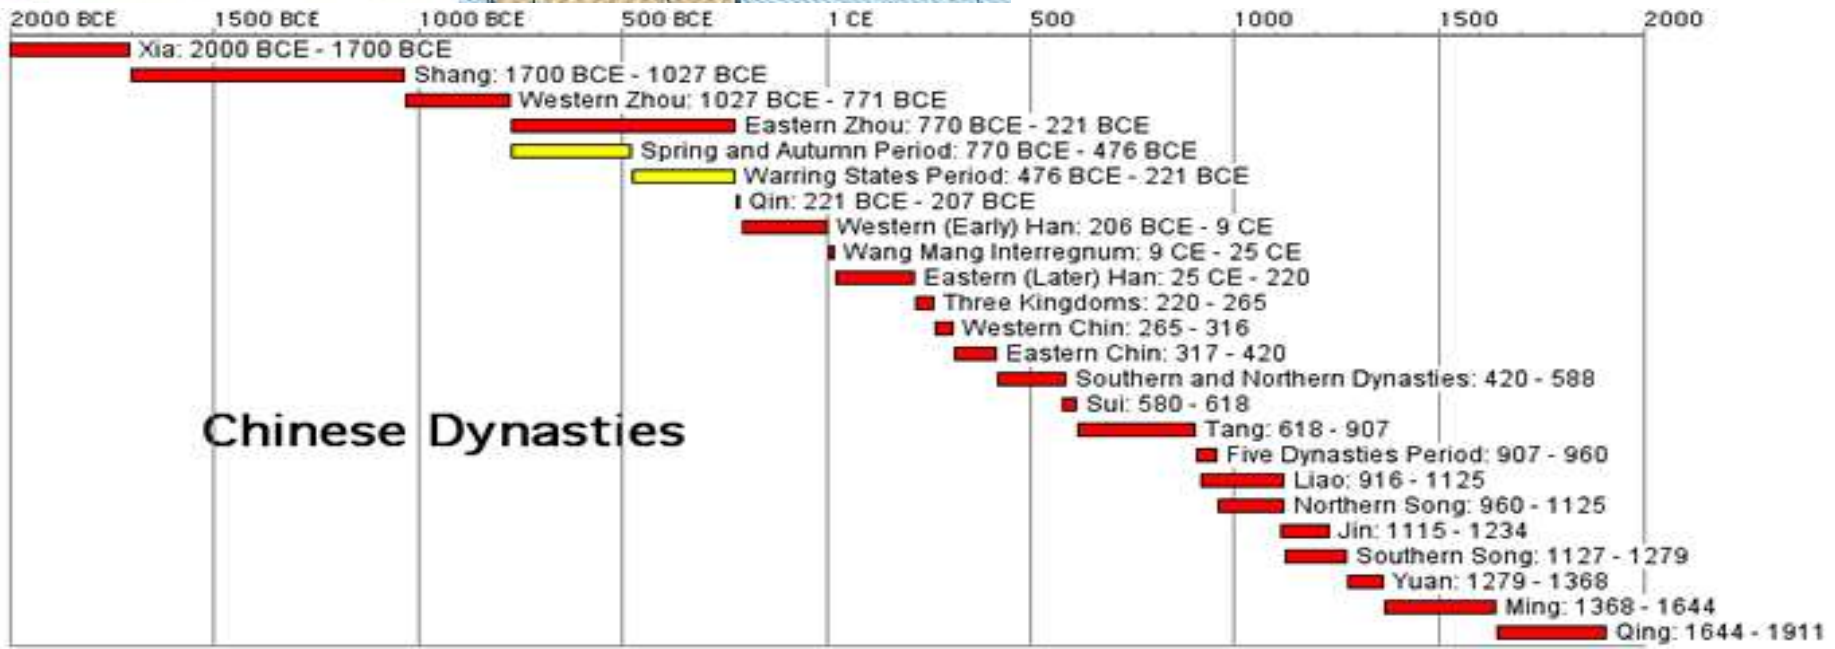 2000 BCE 1500 BCE 1000 BCE 500 BCE 1 CE 500 1000 1500 2000
Xia: 2000 BCE - 1700 BCE
Shang: 1700 BCE - 1027 BCE
Western Zhou: 1027 BCE - 771 BCE
Eastern Zhou: 770 BCE - 221 BCE
Spring and Autumn Period: 770 BCE - 476 BCE
Warring States Period: 476 BCE - 221 BCE
Qin: 221 BCE - 207 BCE
Western (Early) Han: 206 BCE - 9 CE
Wang Mang Interregnum: 9 CE - 25 CE
Eastern (Later) Han: 25 CE - 220
Three Kingdoms: 220 - 265
Western Chin: 265 - 316
Eastern Chin: 317 - 420
Southern and Northern Dynasties: 420 - 588
Sui: 580 - 618
Chinese Dynasties
Tang: 618 - 907
Five Dynasties Period: 907 - 960
Liao: 916 - 1125
Northern Song: 960 - 1125
Jin: 1115 - 1234
Southern Song: 1127 - 1279
Yuan: 1279 - 1368
Ming: 1368 - 1644
Qing: 1644 - 1911